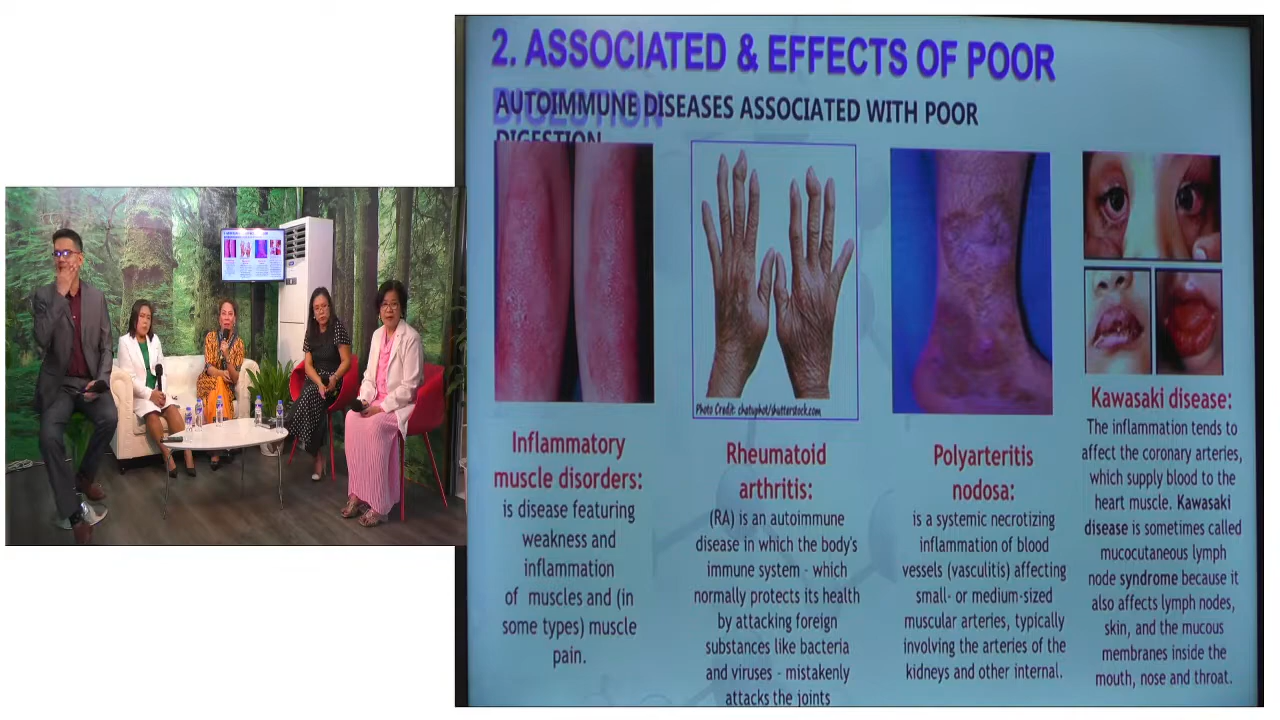 2. ASSOCIATED & EFFECTS OF POOR
DIGESTION
AUTOIMMUNE DISEASES ASSOCIATED WITH POOR
DIGESTION
Photo Credit: chatuphot/shutterstock.com
Inflammatory
muscle disorders:
is disease featuring
weakness and
inflammation
of muscles and (in
some types) muscle
pain.
Rheumatoid
arthritis:
(RA) is an autoimmune
disease in which the body's
immune system - which
normally protects its health
by attacking foreign
substances like bacteria
and viruses - mistakenly
attacks the joints
Polyarteritis
nodosa:
is a systemic necrotizing
inflammation of blood
vessels (vasculitis) affecting
small- or medium-sized
muscular arteries, typically
involving the arteries of the
kidneys and other internal.
Kawasaki disease:
The inflammation tends to
affect the coronary arteries,
which supply blood to the
heart muscle. Kawasaki
disease is sometimes called
mucocutaneous lymph
node syndrome because it
also affects lymph nodes,
skin, and the mucous
membranes inside the
mouth, nose and throat.